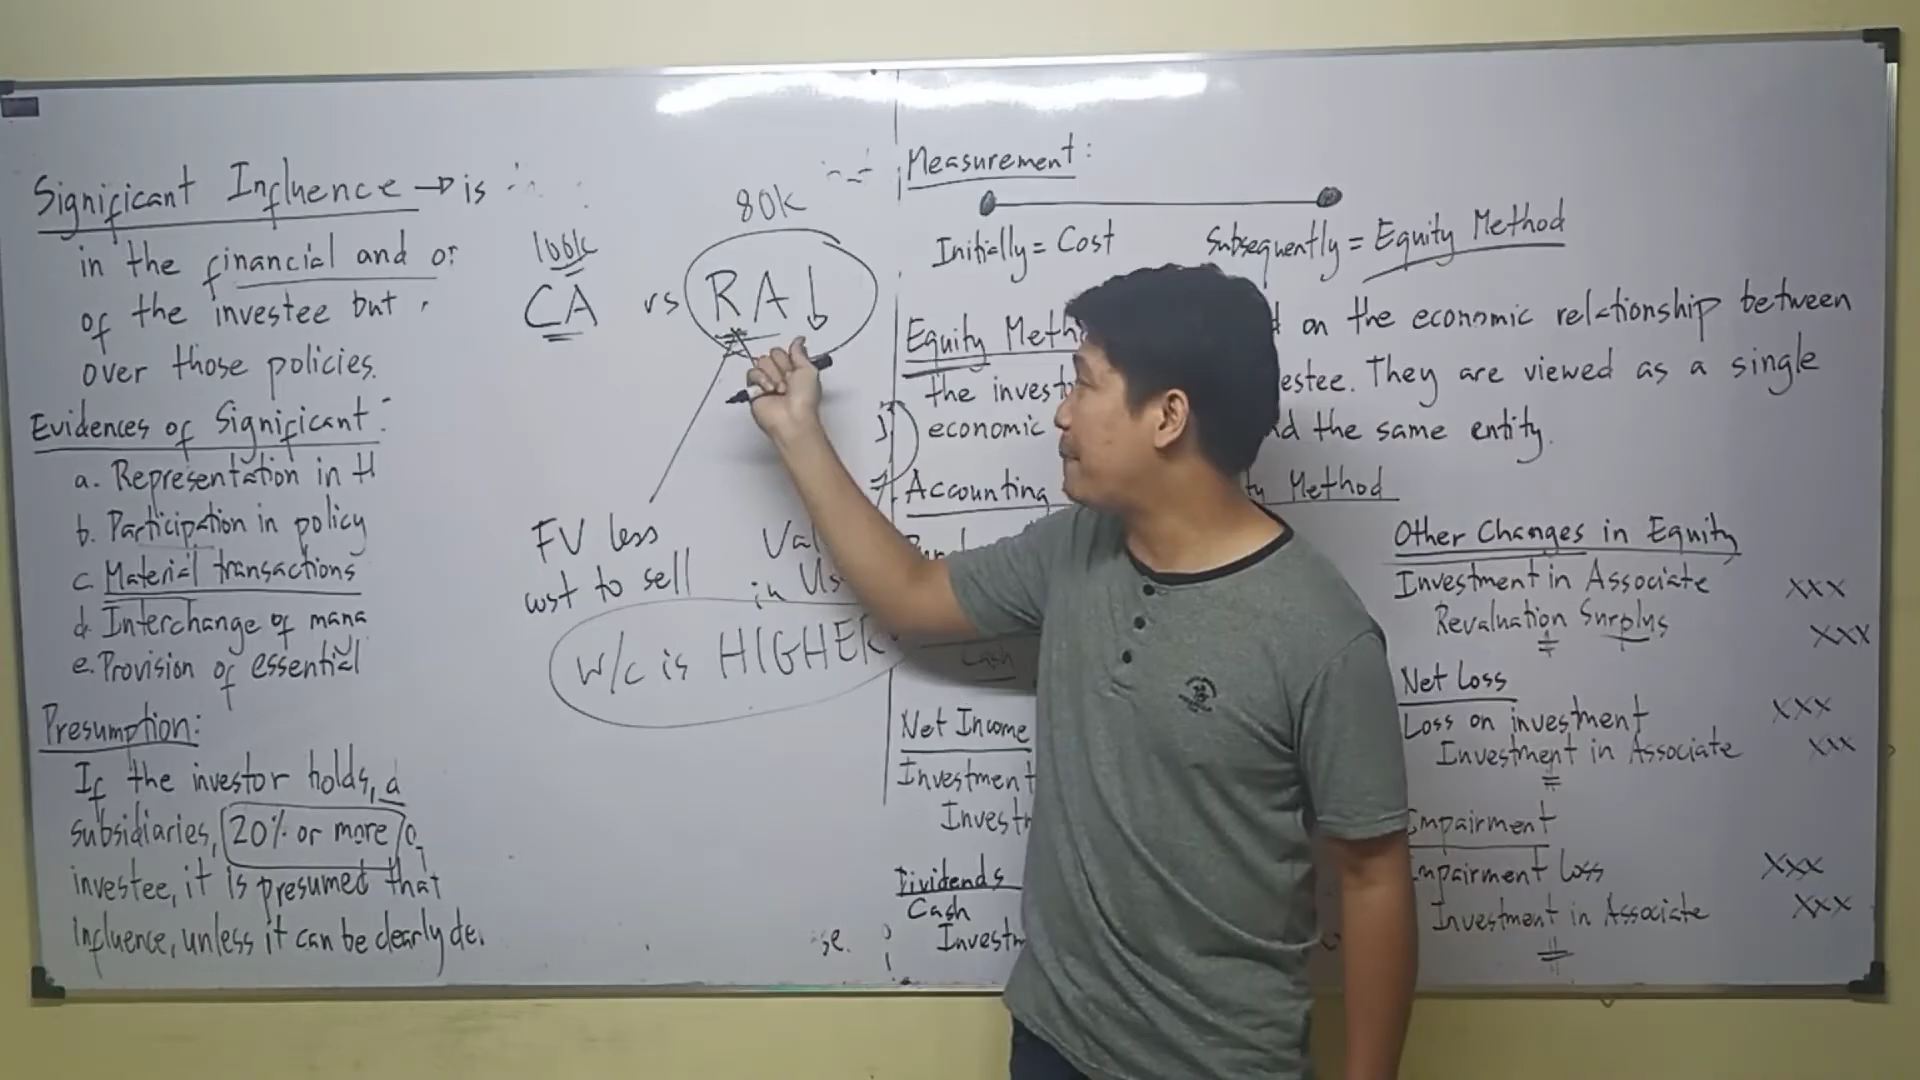 Significant Influence → is
in the financial and o
of the investee but
over those policies.
Evidences of Significant
a. Representation in
b. Participation in policy
c. Material transactions
d. Interchange of mana
e. Provision of essential
Presumption:
If the investor holds, d
subsidiaries, 20% or more
investee, it is presumed that
Influence, unless it can be clearly de
80K
100K
CA vs RA ↓
FV less
cost to sell
Val
in Us
w/c is HIGHER
se.
Measurement:
Initially = Cost
Subsequently = Equity Method
Equity Meth on the economic relationship between
the invest estee. They are viewed as a single
economic nd the same entity.
Accounting ty Method
Cash
Net Income
Investment
Invest
Dividends
Cash
Investm
Other Changes in Equity
Investment in Associate xxx
Revaluation Surplus xxx
Net Loss
Loss on investment xxx
Investment in Associate xxx
Impairment
Impairment Loss xxx
Investment in Associate xxx